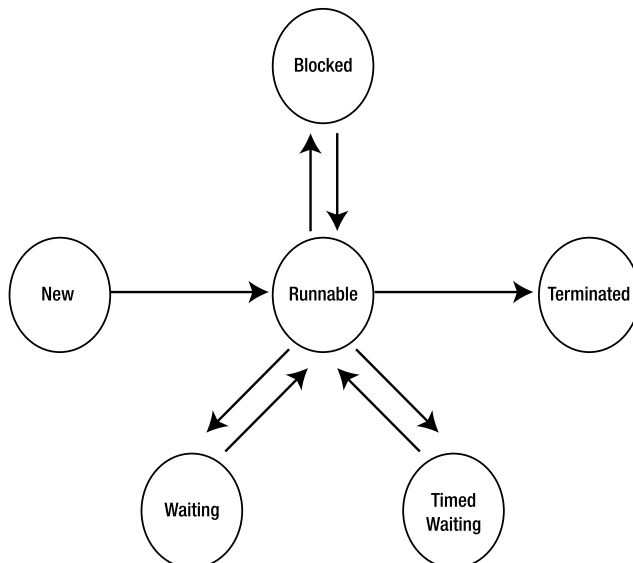 Blocked
New
Runnable
Terminated
Waiting
Timed
Waiting